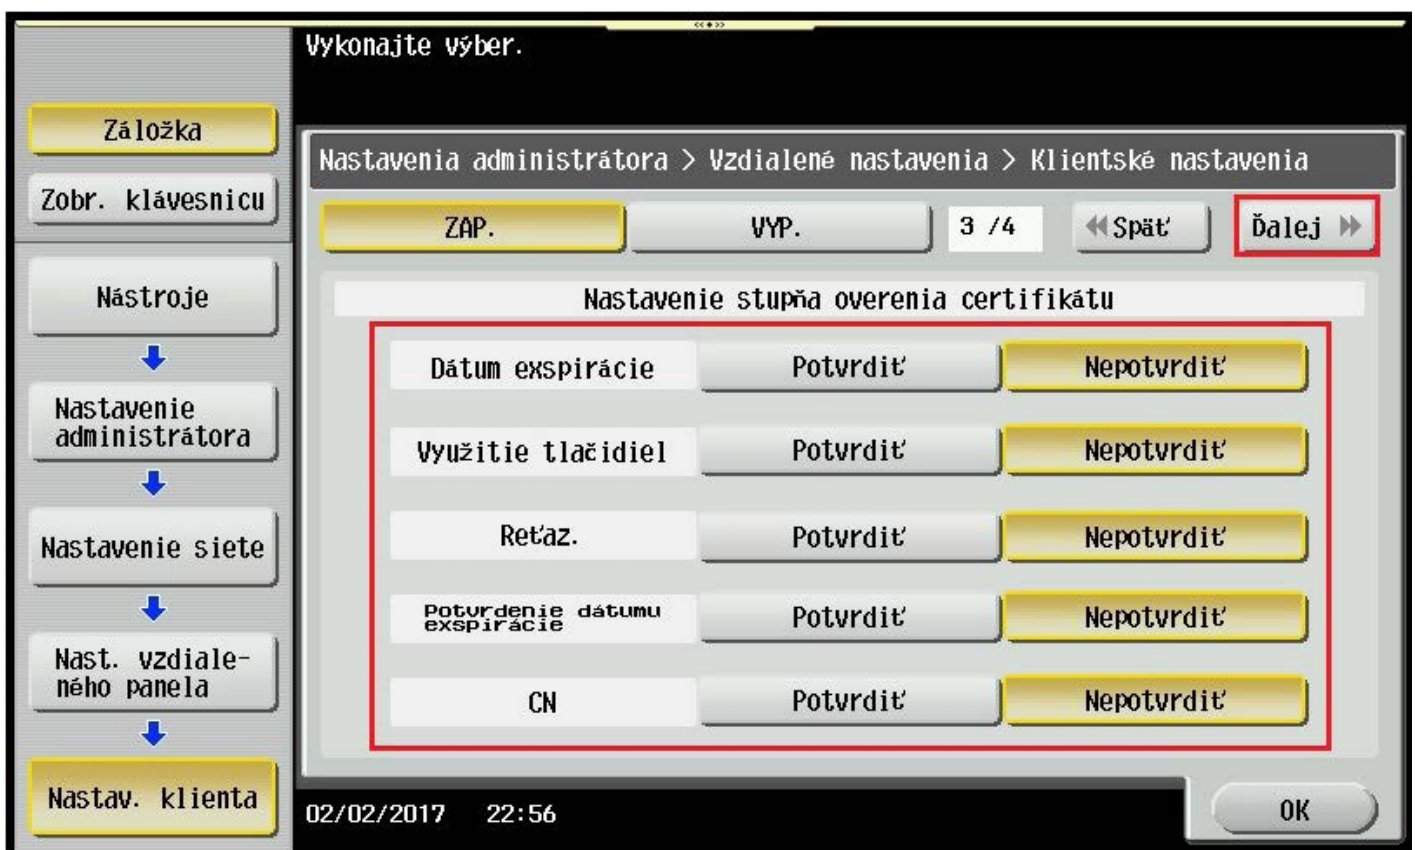 Vykonajte výber.
Záložka
Zobr. klávesnicu
Nástroje
Nastavenie
administrátora
Nastavenie siete
Nast. vzdiale-
ného panela
Nastav. klienta
Nastavenia administrátora > Vzdialené nastavenia > Klientské nastavenia
ZAP. VYP. 3 /4 Späť Ďalej
Nastavenie stupňa overenia certifikátu
Dátum exspirácie Potvrdiť Nepotvrdiť
Využitie tlačidiel Potvrdiť Nepotvrdiť
Reťaz. Potvrdiť Nepotvrdiť
Potvrdenie dátumu
exspirácie Potvrdiť Nepotvrdiť
CN Potvrdiť Nepotvrdiť
02/02/2017 22:56
OK